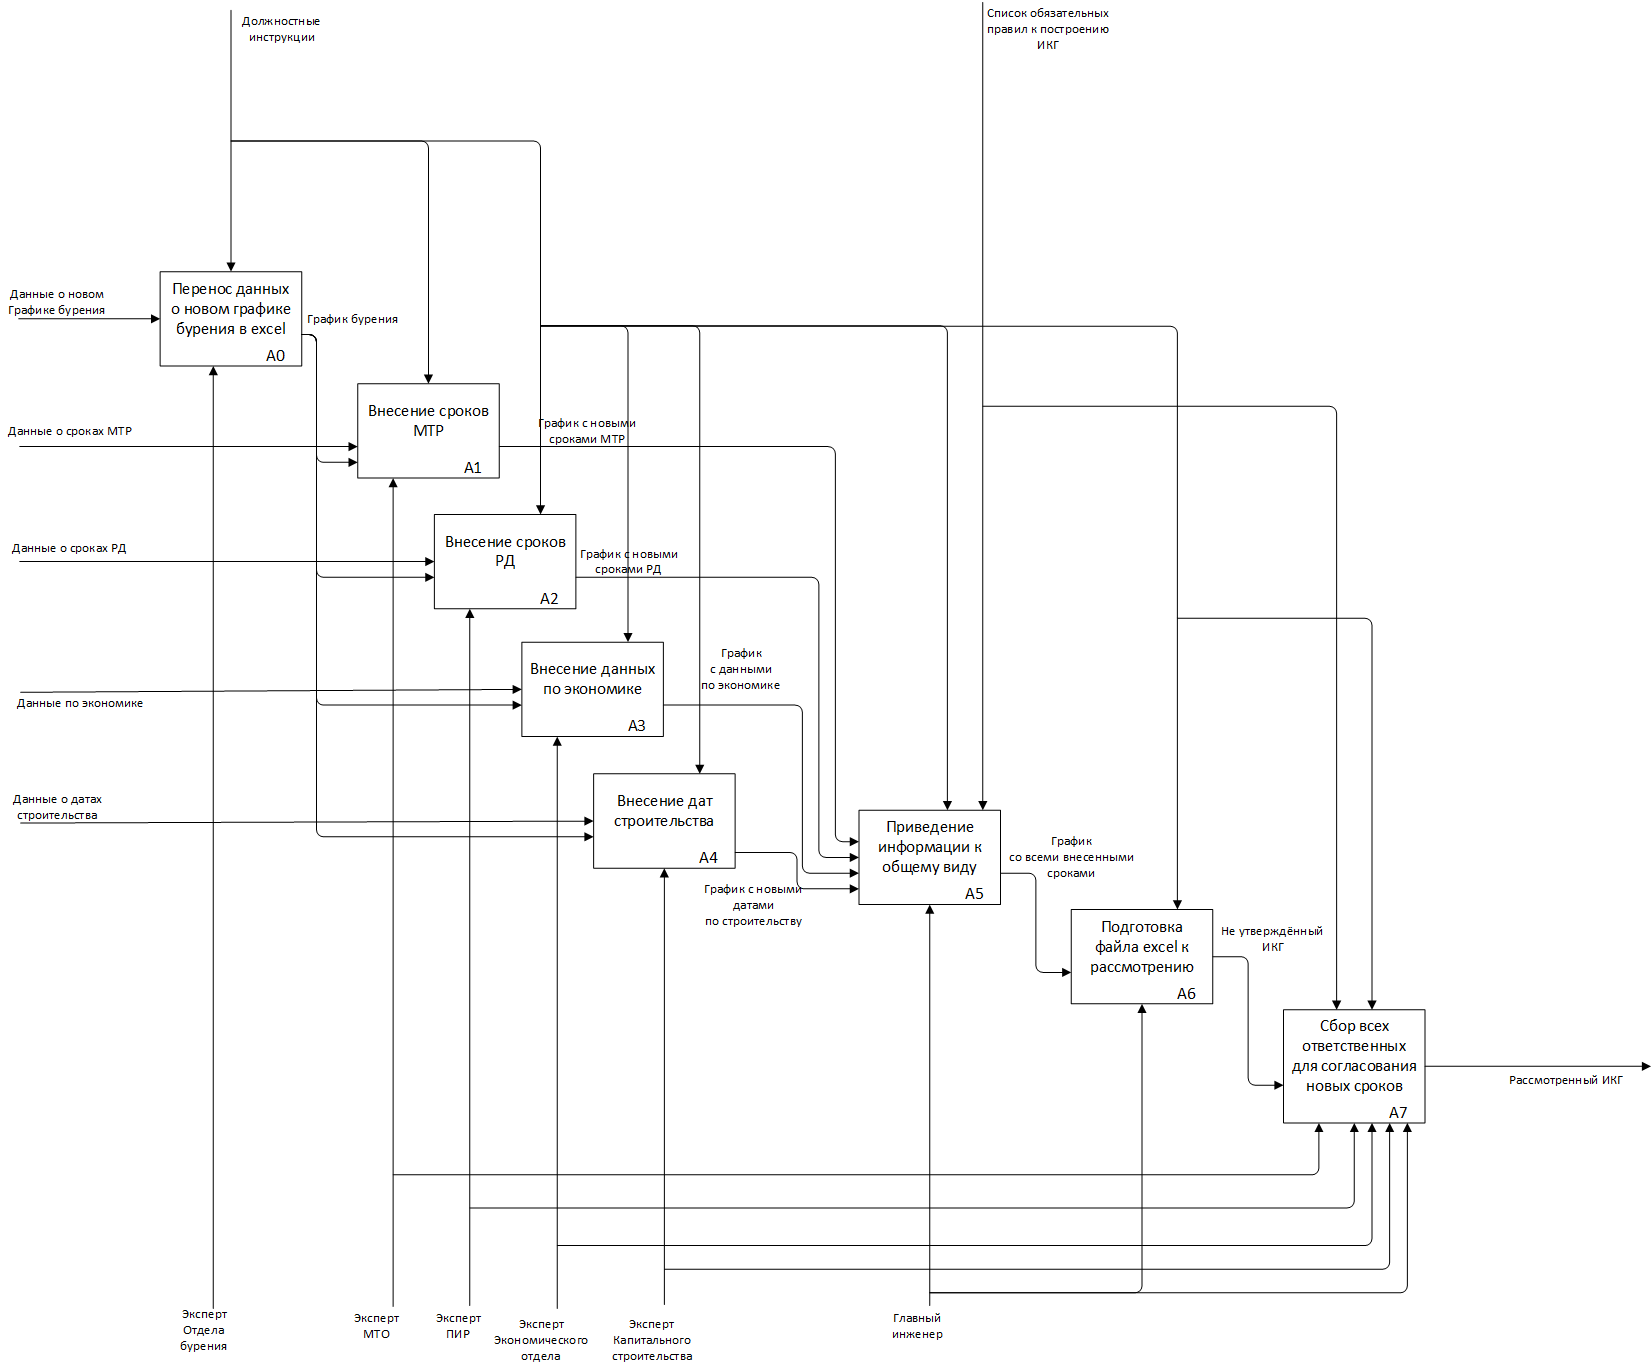 Должностные
инструкции
Список обязательных
правил к построению
ИКГ
Данные о новом
Графике бурения
Перенос данных
о новом графике
бурения в excel
A0
График бурения
Данные о сроках МТР
Внесение сроков
МТР
A1
График с новыми
сроками МТР
Данные о сроках РД
Внесение сроков
РД
A2
График с новыми
сроками РД
Данные по экономике
Внесение данных
по экономике
A3
График
с данными
по экономике
Данные о датах
строительства
Внесение дат
строительства
A4
График с новыми
датами
по строительству
Приведение
информации к
общему виду
A5
График
со всеми внесенными
сроками
Подготовка
файла excel к
рассмотрению
A6
Не утверждённый
ИКГ
Сбор всех
ответственных
для согласования
новых сроков
A7
Рассмотренный ИКГ
Эксперт
Отдела
бурения
Эксперт
МТО
Эксперт
ПИР
Эксперт
Экономического
отдела
Эксперт
Капитального
строительства
Главный
инженер